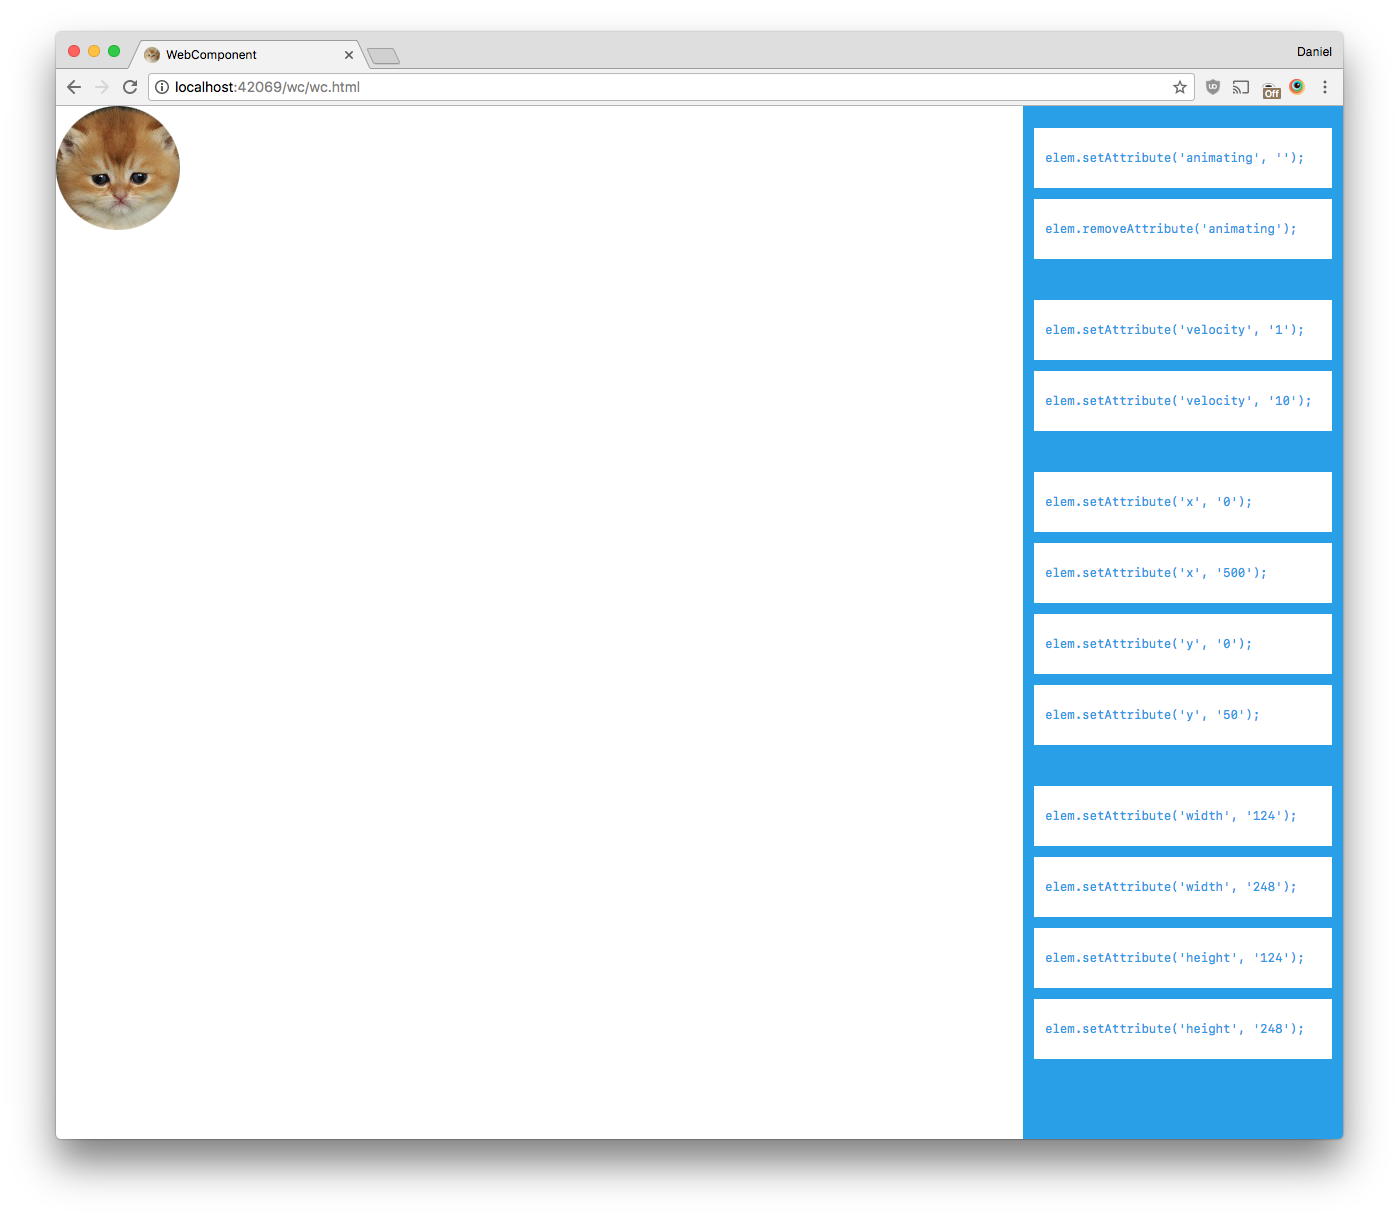 WebComponent
Daniel
localhost:42069/wc/wc.html
Off
elem.setAttribute('animating', '');
elem.removeAttribute('animating');
elem.setAttribute('velocity', '1');
elem.setAttribute('velocity', '10');
elem.setAttribute('x', '0');
elem.setAttribute('x', '500');
elem.setAttribute('y', '0');
elem.setAttribute('y', '50');
elem.setAttribute('width', '124');
elem.setAttribute('width', '248');
elem.setAttribute('height', '124');
elem.setAttribute('height', '248');